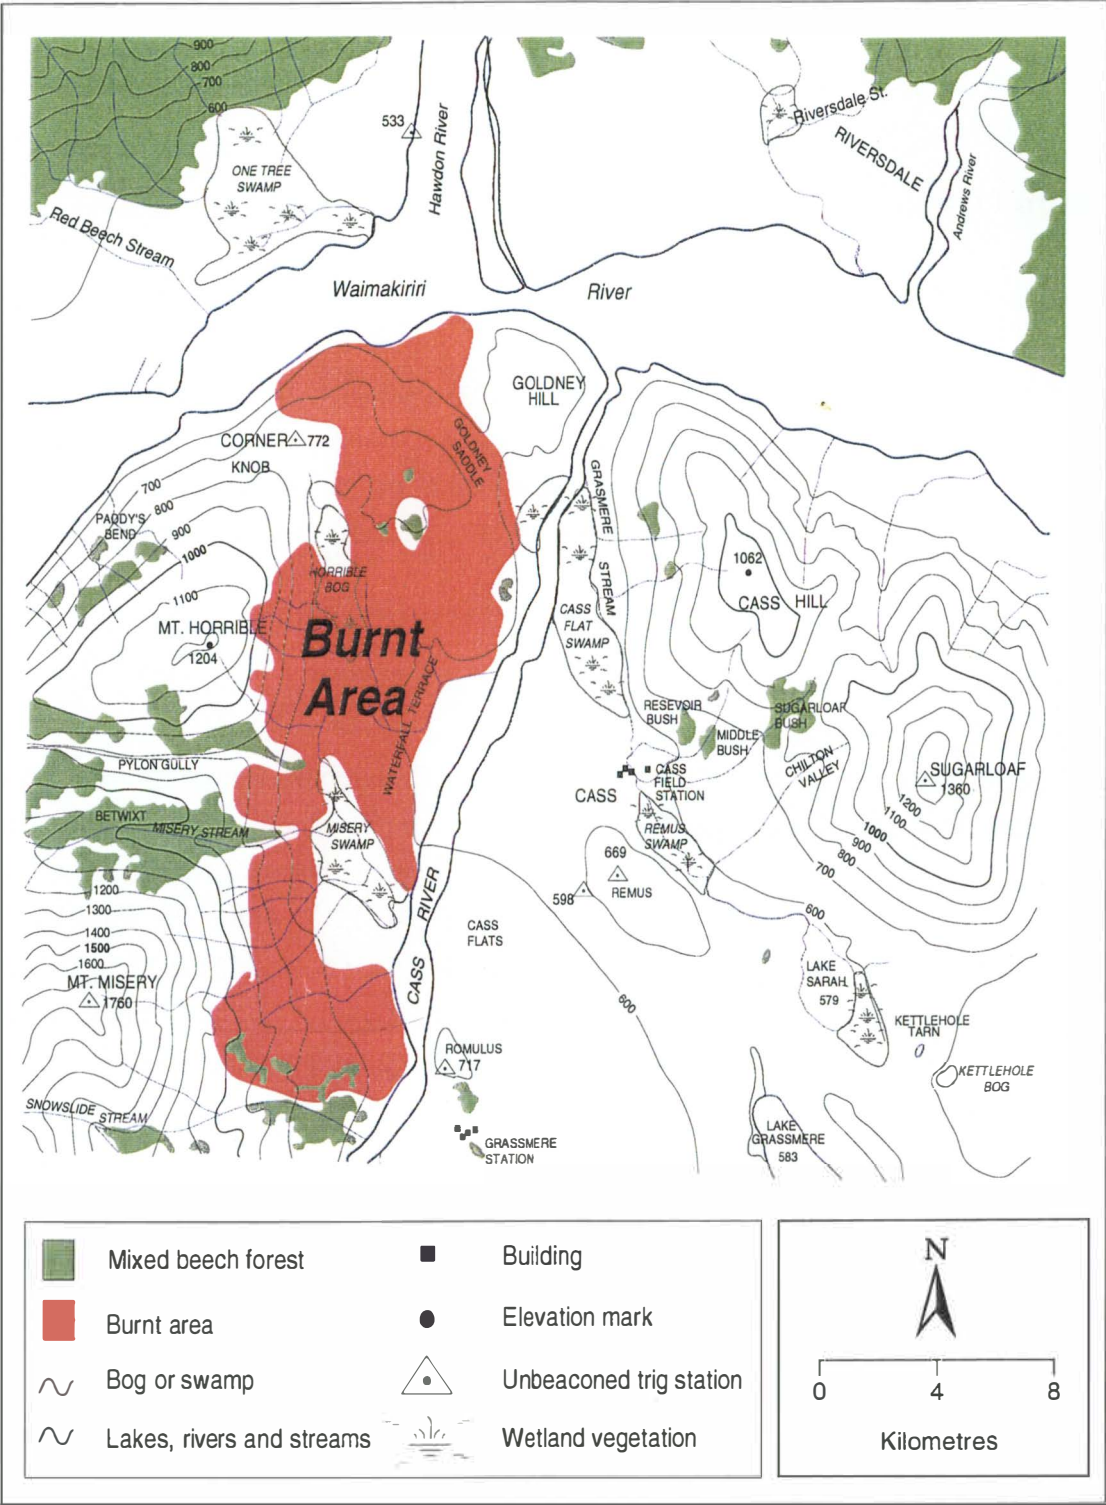 900
800
700
600
533
Hawdon River
Riversdale St.
RIVERSDALE
Andrews River
ONE TREE
SWAMP
Red Beech Stream
Waimakiriri River
GOLDNEY
HILL
GOLDNEY
SADDLE
CORNER 772
KNOB
700
800
900
1000
1100
PADDY'S
BEND
GRASMERE
STREAM
HORRIBLE
BOG
1062
CASS HILL
CASS
FLAT
SWAMP
MT. HORRIBLE
1204
Burnt
Area
WATERFALL TERRACE
RESEVOIR
BUSH
MIDDLE
BUSH
SUGARLOAF
BUSH
CHILTON
VALLEY
SUGARLOAF
1360
1200
1100
1000
900
800
700
PYLON GULLY
CASS
CASS
FIELD
STATION
BETWIXT
MISERY STREAM
MISERY
SWAMP
REMUS
SWAMP
669
REMUS
598
600
1200
1300
1400
1500
1600
MT. MISERY
1760
CASS RIVER
CASS
FLATS
600
LAKE
SARAH
579
KETTLEHOLE
TARN
KETTLEHOLE
BOG
ROMULUS
717
SNOWSLIDE STREAM
GRASSMERE
STATION
LAKE
GRASSMERE
583
Mixed beech forest
Burnt area
Bog or swamp
Lakes, rivers and streams
Building
Elevation mark
Unbeaconed trig station
Wetland vegetation
N
0 4 8
Kilometres